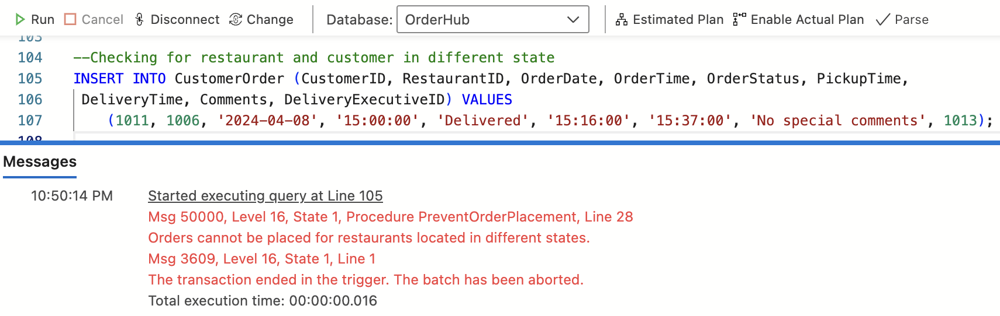 Run Cancel Disconnect Change Database: OrderHub Estimated Plan Enable Actual Plan Parse
103
104 --Checking for restaurant and customer in different state
105 INSERT INTO CustomerOrder (CustomerID, RestaurantID, OrderDate, OrderTime, OrderStatus, PickupTime,
106 DeliveryTime, Comments, DeliveryExecutiveID) VALUES
107 (1011, 1006, '2024-04-08', '15:00:00', 'Delivered', '15:16:00', '15:37:00', 'No special comments', 1013);
108
Messages
10:50:14 PM Started executing query at Line 105
Msg 50000, Level 16, State 1, Procedure PreventOrderPlacement, Line 28
Orders cannot be placed for restaurants located in different states.
Msg 3609, Level 16, State 1, Line 1
The transaction ended in the trigger. The batch has been aborted.
Total execution time: 00:00:00.016